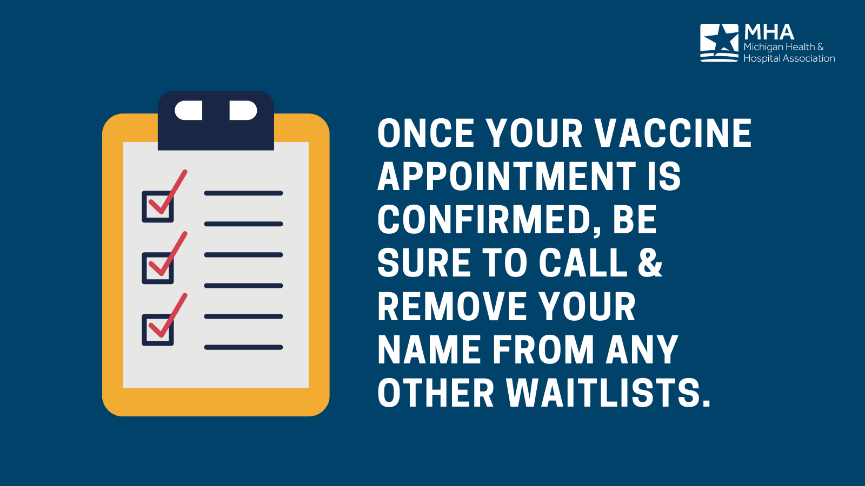 MHA
Michigan Health &
Hospital Association
ONCE YOUR VACCINE
APPOINTMENT IS
CONFIRMED, BE
SURE TO CALL &
REMOVE YOUR
NAME FROM ANY
OTHER WAITLISTS.